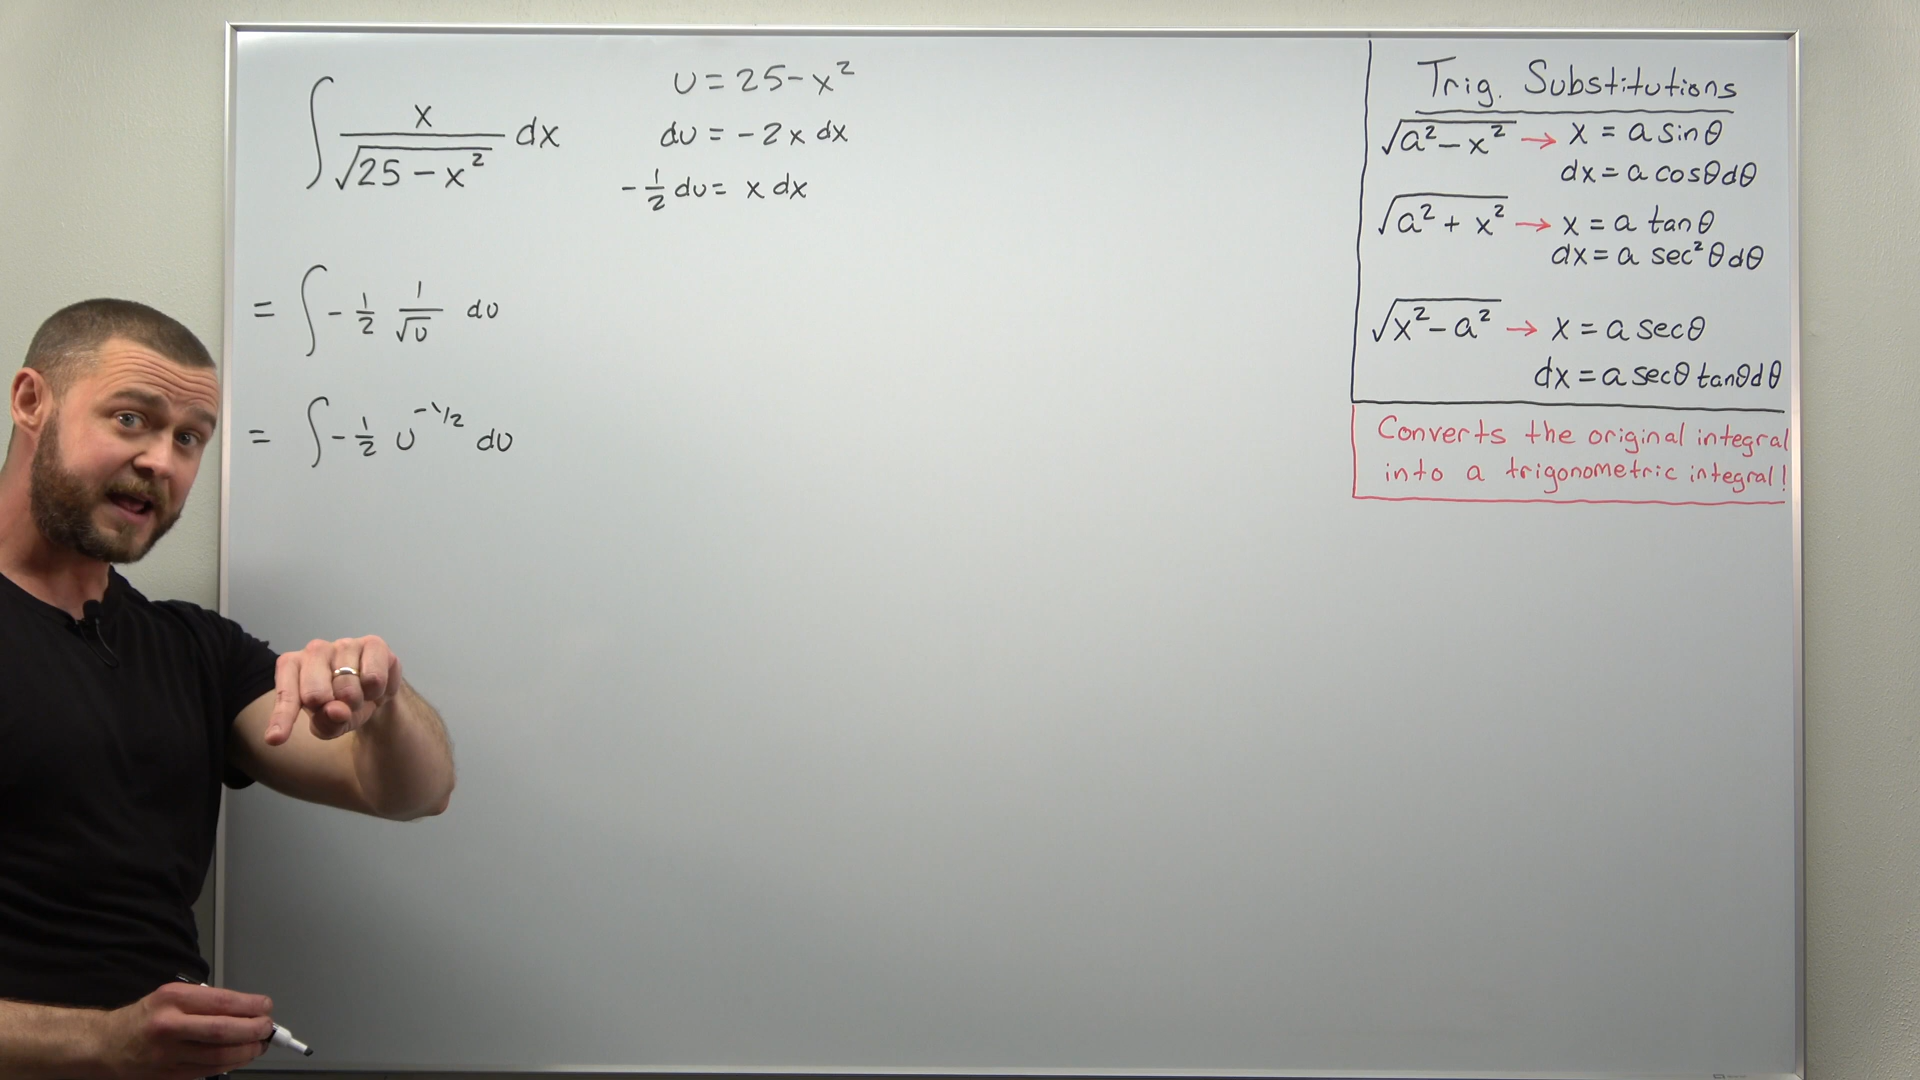 ∫ x/√(25-x²) dx
u = 25-x²
du = -2x dx
-1/2 du = x dx
= ∫ -1/2 1/√u du
= ∫ -1/2 u^(-1/2) du
Trig. Substitutions
√(a²-x²) → x = a sinθ
dx = a cosθdθ
√(a²+x²) → x = a tanθ
dx = a sec²θdθ
√(x²-a²) → x = a secθ
dx = a secθ tanθdθ
Converts the original integral
into a trigonometric integral!